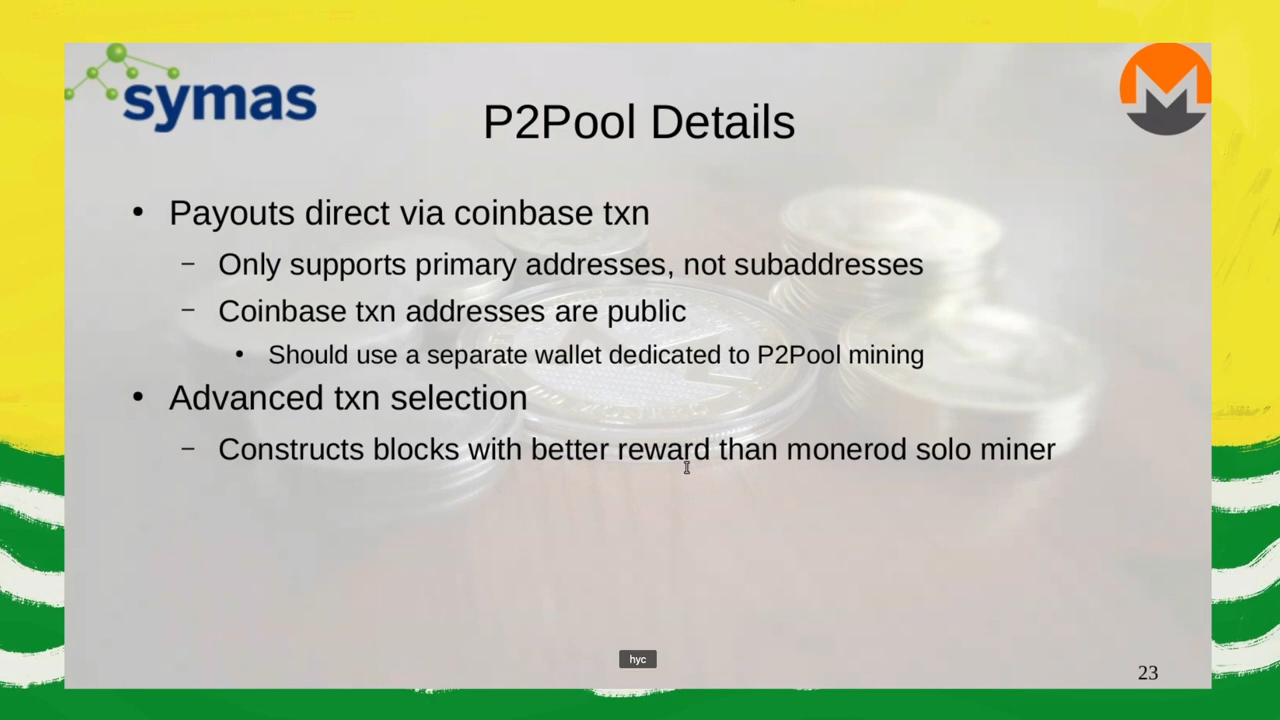 symas
P2Pool Details
• Payouts direct via coinbase txn
– Only supports primary addresses, not subaddresses
– Coinbase txn addresses are public
• Should use a separate wallet dedicated to P2Pool mining
• Advanced txn selection
– Constructs blocks with better reward than monerod solo miner
hyc
23